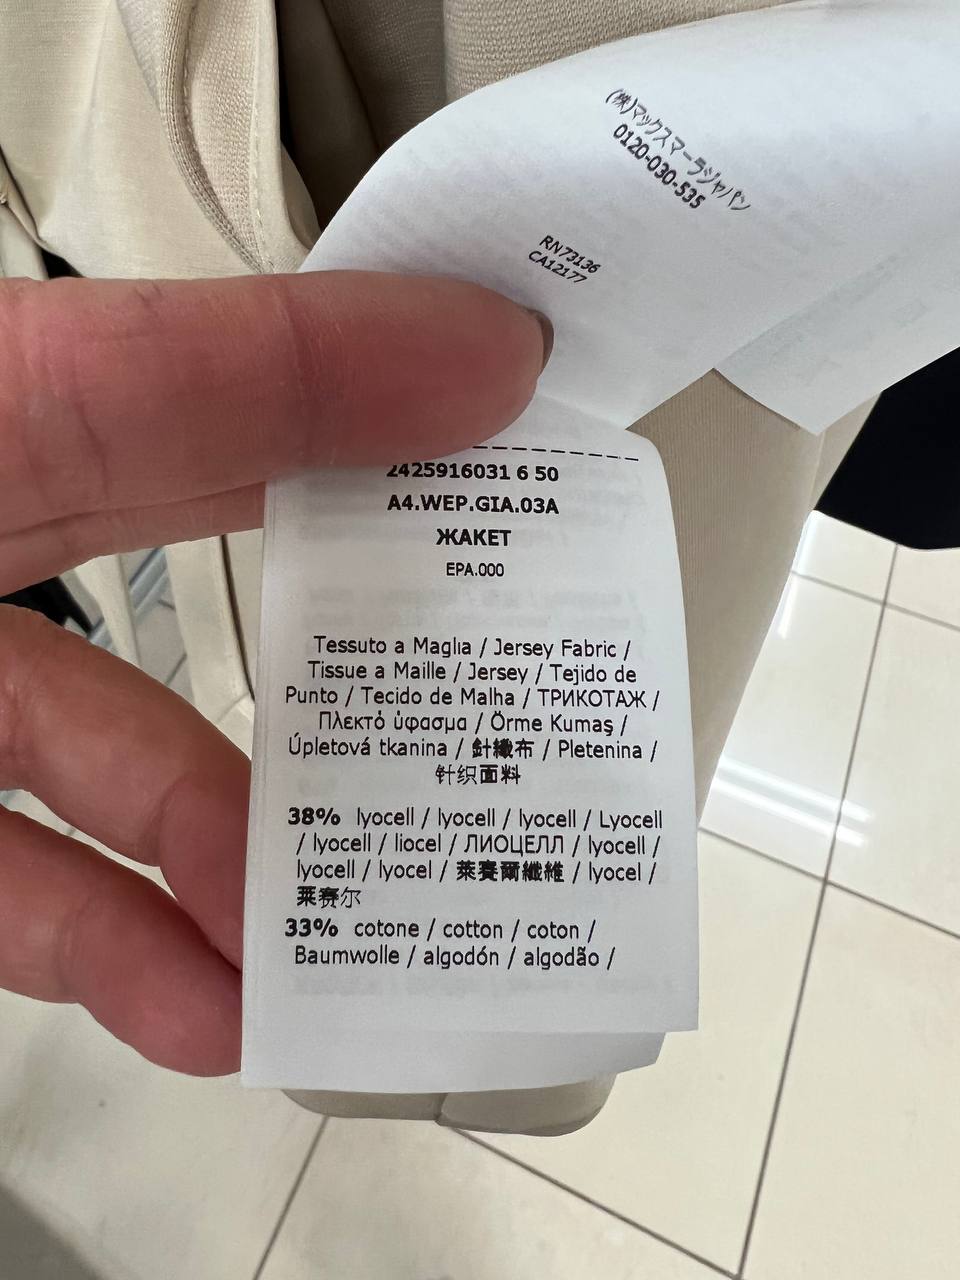 (株)マックスマーラジャパン
0120-030-535
RN73136
CA12177
2425916031 6 50
A4.WEP.GIA.03A
ЖАКЕТ
EPA.000
Tessuto a Maglia / Jersey Fabric /
Tissue a Maille / Jersey / Tejido de
Punto / Tecido de Malha / ТРИКОТАЖ /
Πλεκτό ύφασμα / Örme Kumaş /
Úpletová tkanina / 針織布 / Pletenina /
针织面料
38% lyocell / lyocell / lyocell / Lyocell
/ lyocell / liocel / ЛИОЦЕЛЛ / lyocell /
lyocell / lyocel / 萊賽爾纖維 / lyocel /
莱赛尔
33% cotone / cotton / coton /
Baumwolle / algodón / algodão /